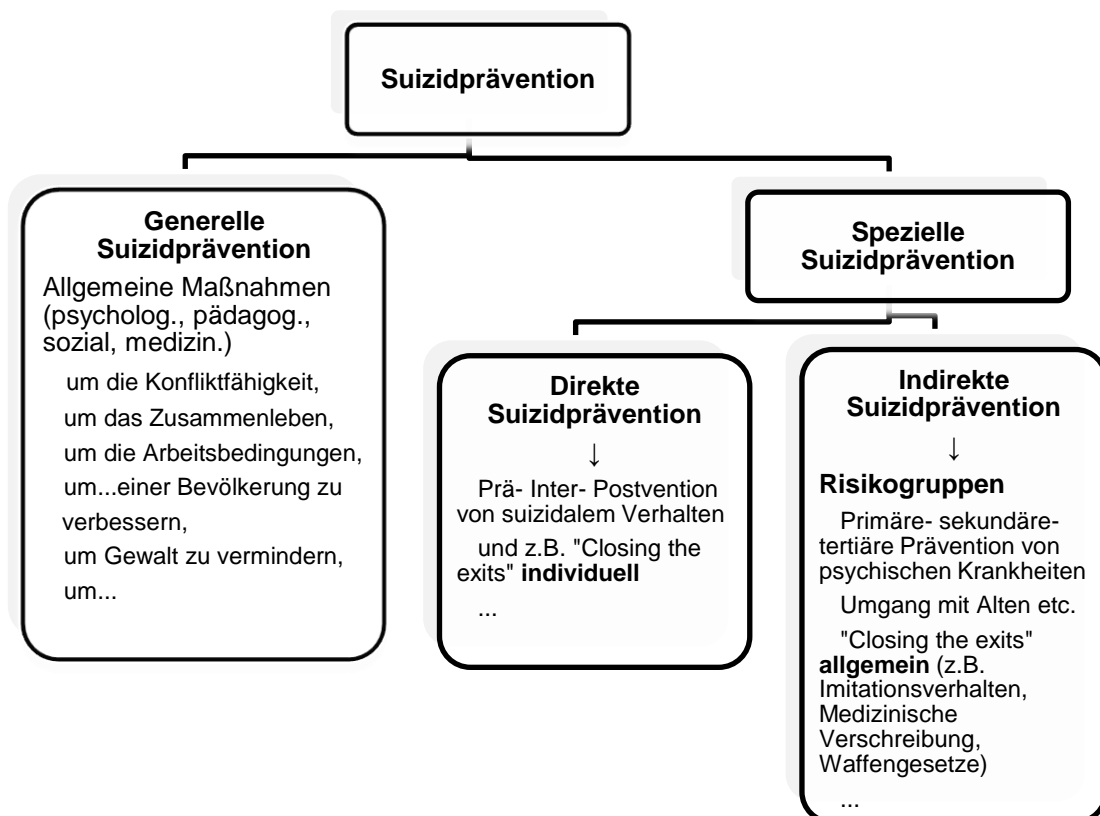 Suizidprävention
Generelle
Suizidprävention
Allgemeine Maßnahmen
(psycholog., pädagog.,
sozial, medizin.)
um die Konfliktfähigkeit,
um das Zusammenleben,
um die Arbeitsbedingungen,
um...einer Bevölkerung zu
verbessern,
um Gewalt zu vermindern,
um...
Spezielle
Suizidprävention
Direkte
Suizidprävention
↓
Prä- Inter- Postvention
von suizidalem Verhalten
und z.B. "Closing the
exits" individuell
...
Indirekte
Suizidprävention
↓
Risikogruppen
Primäre- sekundäre-
tertiäre Prävention von
psychischen Krankheiten
Umgang mit Alten etc.
"Closing the exits"
allgemein (z.B.
Imitationsverhalten,
Medizinische
Verschreibung,
Waffengesetze)
...